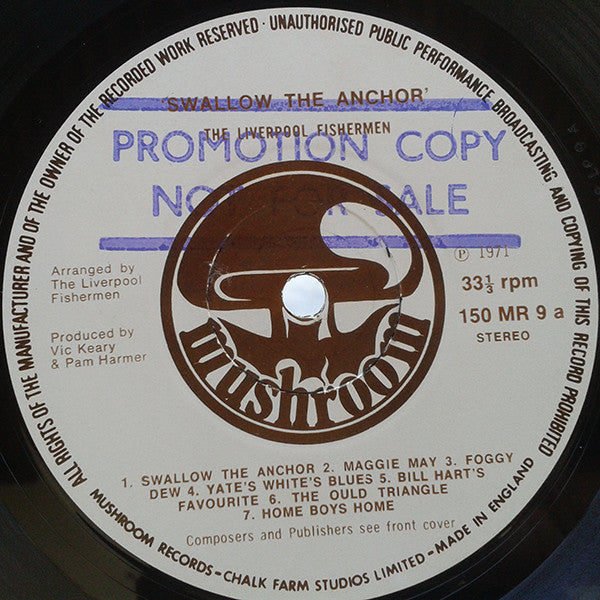 ALL RIGHTS OF THE MANUFACTURER AND OF THE OWNER OF THE RECORDED WORK RESERVED · UNAUTHORISED PUBLIC PERFORMANCE, BROADCASTING AND COPYING OF THIS RECORD PROHIBITED
'SWALLOW THE ANCHOR'
THE LIVERPOOL FISHERMEN
PROMOTION COPY
NOT FOR SALE
Ⓟ 1971
Arranged by
The Liverpool
Fishermen
33⅓ rpm
150 MR 9 a
STEREO
Produced by
Vic Keary
& Pam Harmer
mushroom
1. SWALLOW THE ANCHOR 2. MAGGIE MAY 3. FOGGY
DEW 4. YATE'S WHITE'S BLUES 5. BILL HART'S
FAVOURITE 6. THE OULD TRIANGLE
7. HOME BOYS HOME
Composers and Publishers see front cover
MUSHROOM RECORDS-CHALK FARM STUDIOS LIMITED-MADE IN ENGLAND